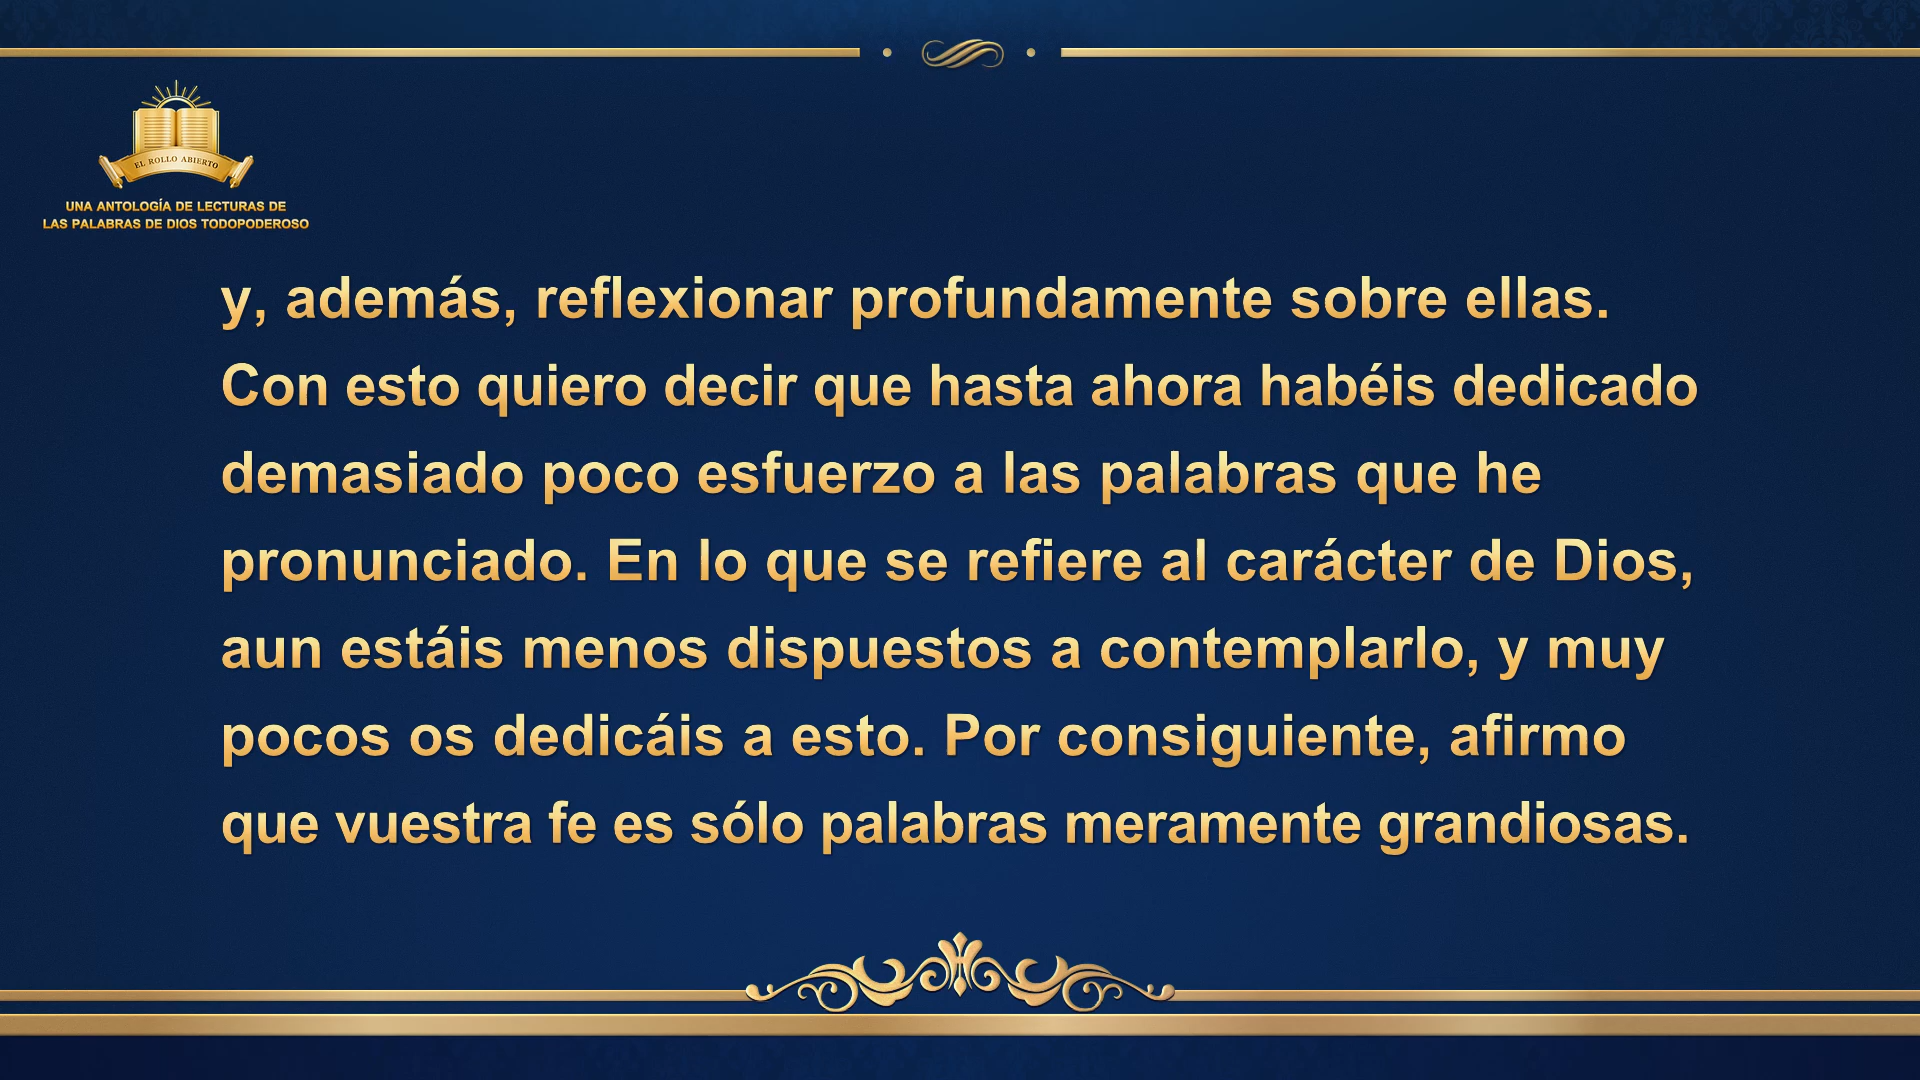 EL ROLLO ABIERTO
UNA ANTOLOGÍA DE LECTURAS DE
LAS PALABRAS DE DIOS TODOPODEROSO
y, además, reflexionar profundamente sobre ellas.
Con esto quiero decir que hasta ahora habéis dedicado
demasiado poco esfuerzo a las palabras que he
pronunciado. En lo que se refiere al carácter de Dios,
aun estáis menos dispuestos a contemplarlo, y muy
pocos os dedicáis a esto. Por consiguiente, afirmo
que vuestra fe es sólo palabras meramente grandiosas.